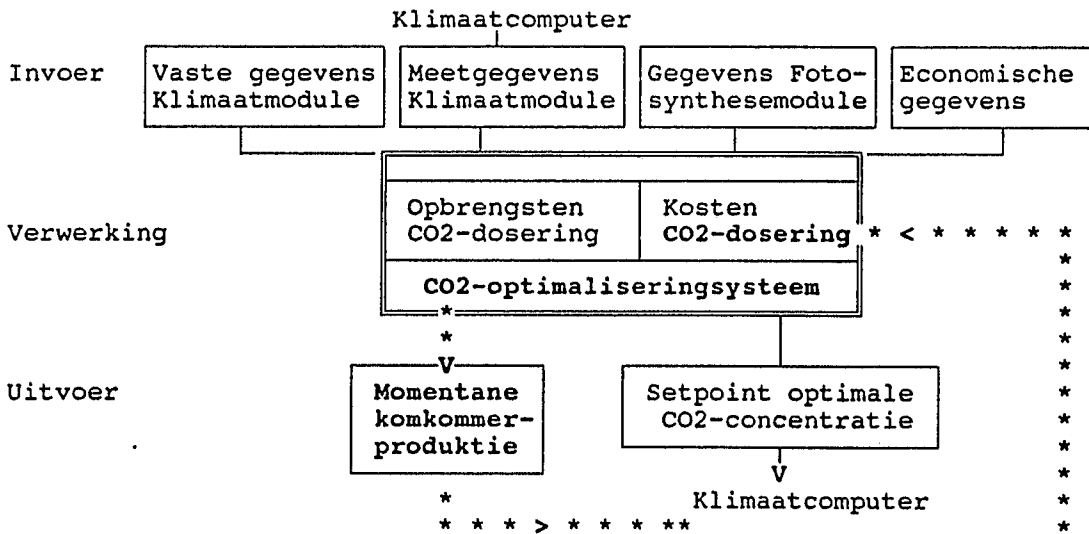 Klimaatcomputer
Invoer
Vaste gegevens
Klimaatmodule
Meetgegevens
Klimaatmodule
Gegevens Foto-
synthesemodule
Economische
gegevens
Verwerking
Opbrengsten
CO2-dosering
Kosten
CO2-dosering * < * * * * *
*
CO2-optimaliseringsysteem *
* *
* *
V *
Uitvoer
Momentane
komkommer-
produktie
Setpoint optimale
CO2-concentratie
*
*
*
*
V *
* Klimaatcomputer *
* * * > * * * ** *